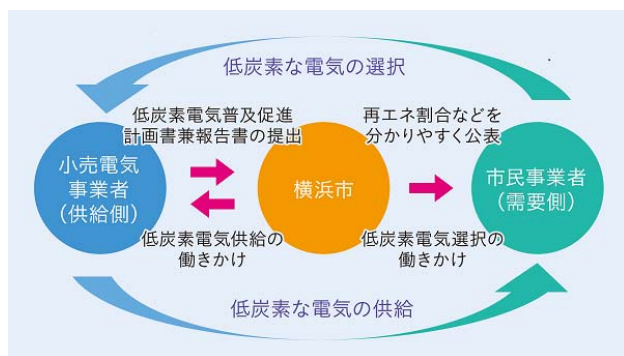 低炭素な電気の選択
低炭素電気普及促進
計画書兼報告書の提出
再エネ割合などを
分かりやすく公表
小売電気
事業者
（供給側）
横浜市
市民事業者
（需要側）
低炭素電気供給の
働きかけ
低炭素電気選択の
働きかけ
低炭素な電気の供給